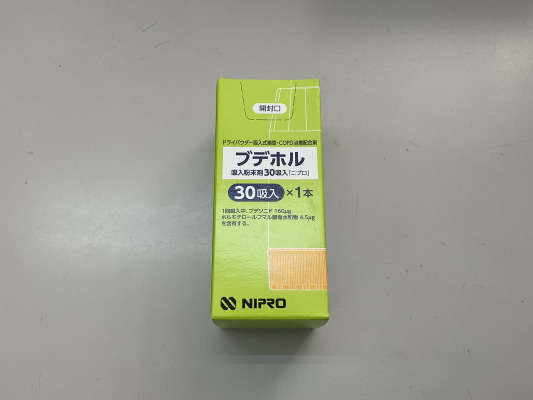 開封口
ドライパウダー吸入式喘息・COPD治療配合剤
ブデホル
吸入粉末剤30吸入「ニプロ」
30吸入×1本
1回吸入中、ブデソニド 160μg
ホルモテロールフマル酸塩水和物 4.5μg
を含有する。
NIPRO